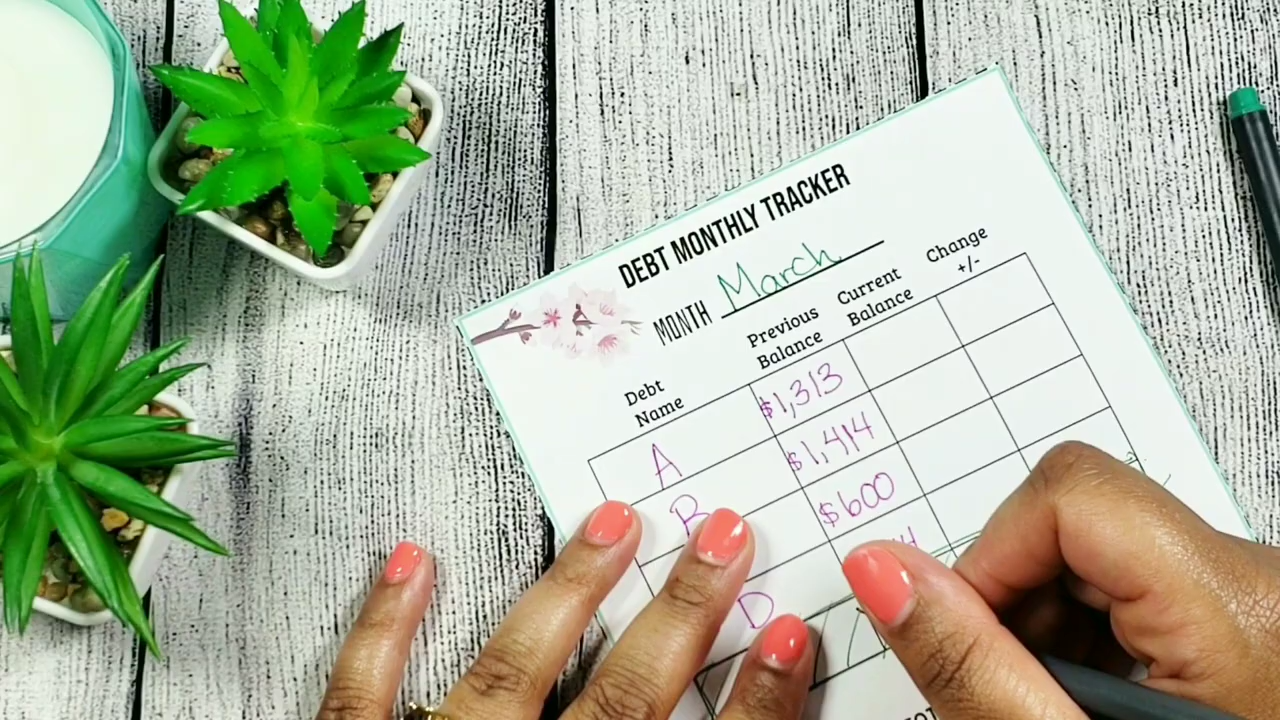 DEBT MONTHLY TRACKER
MONTH March
Debt Name Previous Balance Current Balance Change +/-
A $1,313
B $1,414
$600
D